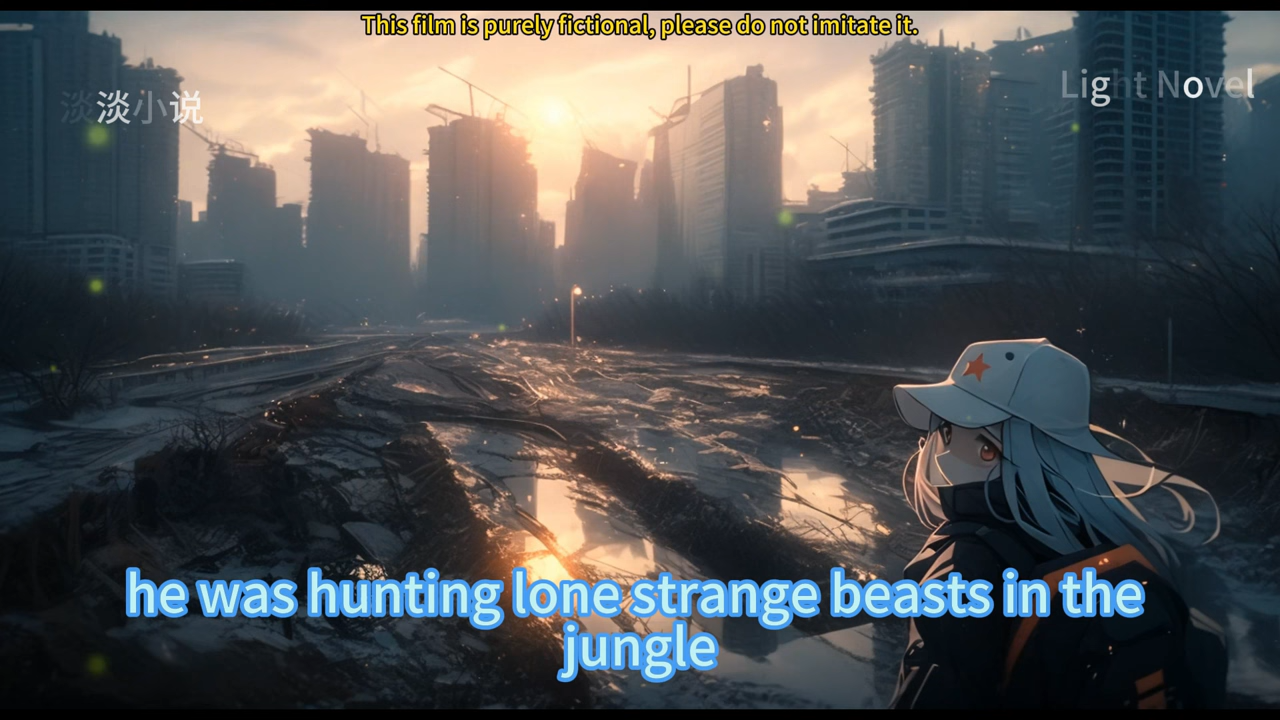 This film is purely fictional, please do not imitate it.
淡淡小说
Light Novel
he was hunting lone strange beasts in the
jungle